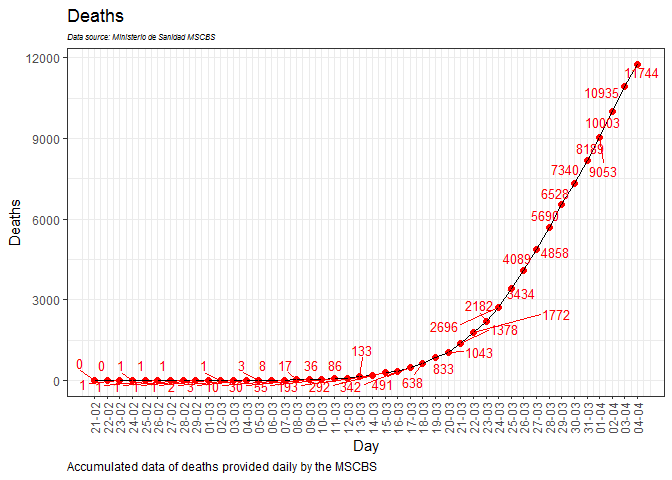 Deaths
Data source: Ministerio de Sanidad MSCBS
12000
9000
6000
3000
0
Deaths
0 0 1 1 1 1 3 8 17 36 86 133
1 1 1 1 1 2 3 10 30 55 193 292 342 491 638
833
1043
1378
1772
2182
2696
3434
4089
4858
5690
6528
7340
8189
9053
10003
10935
11744
21-02 22-02 23-02 24-02 25-02 26-02 27-02 28-02 29-02 01-03 02-03 03-03 04-03 05-03 06-03 07-03 08-03 09-03 10-03 11-03 12-03 13-03 14-03 15-03 16-03 17-03 18-03 19-03 20-03 21-03 22-03 23-03 24-03 25-03 26-03 27-03 28-03 29-03 30-03 31-03 01-04 02-04 03-04 04-04
Day
Accumulated data of deaths provided daily by the MSCBS